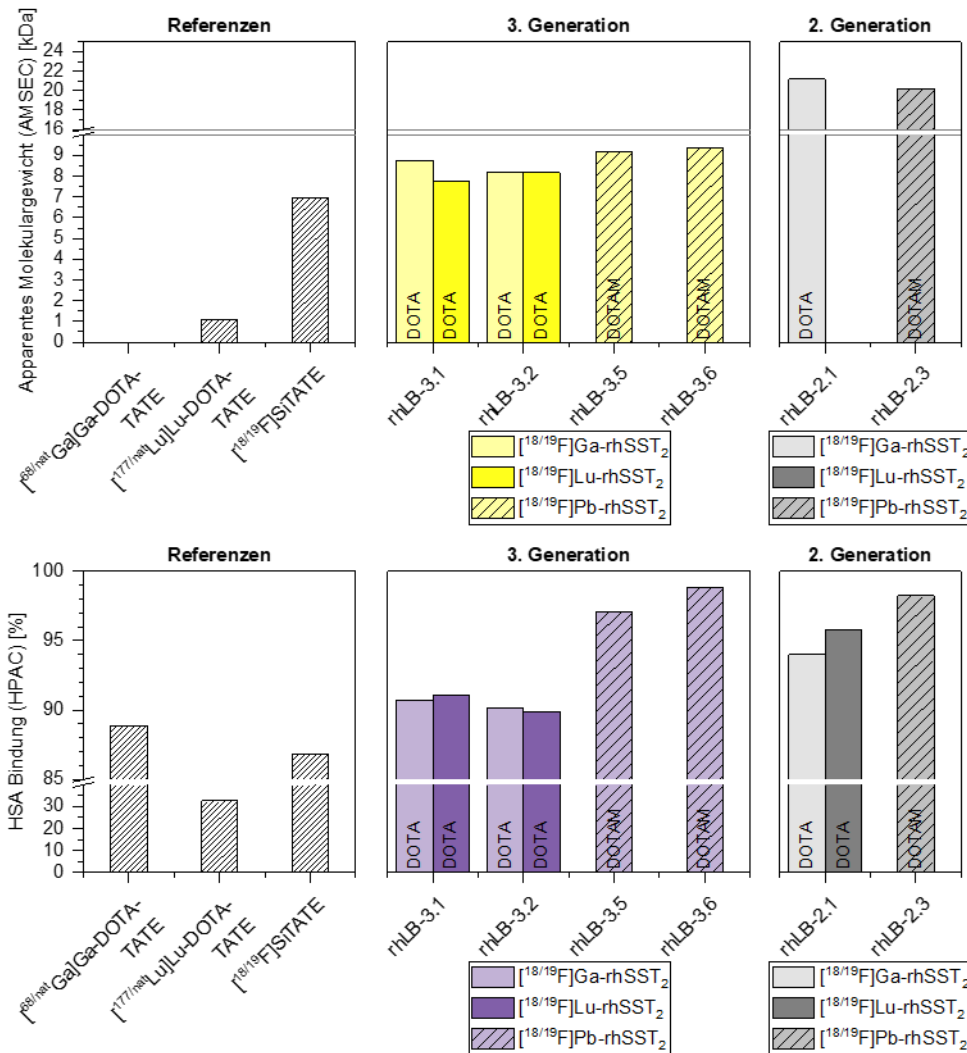 Referenzen
3. Generation
2. Generation
Apparentes Molekulargewicht (AMSEC) [kDa]
24
22
20
18
16
9
8
7
6
5
4
3
2
1
0
DOTA
DOTA
DOTA
DOTA
DOTAM
DOTAM
DOTA
DOTAM
[68/natGa]Ga-DOTA-
TATE
[177/natLu]Lu-DOTA-
TATE
[18/19F]SiTATE
rhLB-3.1
rhLB-3.2
rhLB-3.5
rhLB-3.6
rhLB-2.1
rhLB-2.3
[18/19F]Ga-rhSST2
[18/19F]Lu-rhSST2
[18/19F]Pb-rhSST2
[18/19F]Ga-rhSST2
[18/19F]Lu-rhSST2
[18/19F]Pb-rhSST2
Referenzen
3. Generation
2. Generation
HSA Bindung (HPAC) [%]
100
95
90
85
30
20
10
0
DOTA
DOTA
DOTA
DOTA
DOTAM
DOTAM
DOTA
DOTA
DOTAM
[68/natGa]Ga-DOTA-
TATE
[177/natLu]Lu-DOTA-
TATE
[18/19F]SiTATE
rhLB-3.1
rhLB-3.2
rhLB-3.5
rhLB-3.6
rhLB-2.1
rhLB-2.3
[18/19F]Ga-rhSST2
[18/19F]Lu-rhSST2
[18/19F]Pb-rhSST2
[18/19F]Ga-rhSST2
[18/19F]Lu-rhSST2
[18/19F]Pb-rhSST2